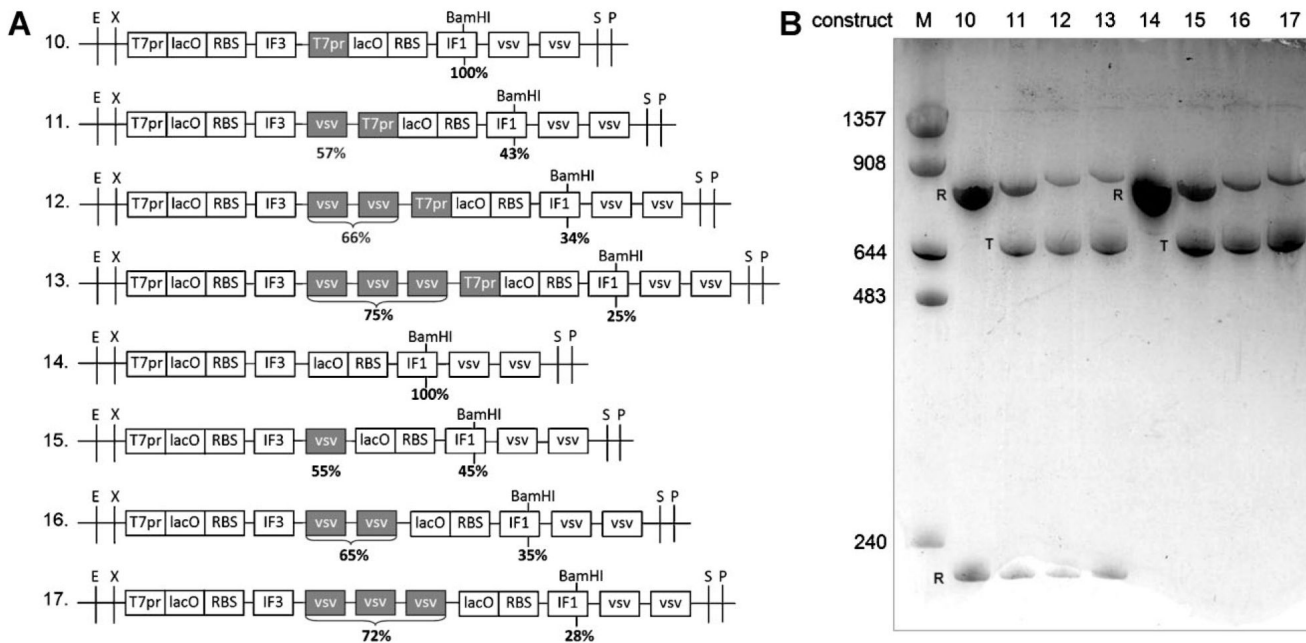 A
10.
E X
T7pr lacO RBS IF3 T7pr lacO RBS IF1 vsv vsv
BamHI
S P
100%
11.
E X
T7pr lacO RBS IF3 vsv T7pr lacO RBS IF1 vsv vsv
BamHI
S P
57% 43%
12.
E X
T7pr lacO RBS IF3 vsv vsv T7pr lacO RBS IF1 vsv vsv
BamHI
S P
66% 34%
13.
E X
T7pr lacO RBS IF3 vsv vsv vsv T7pr lacO RBS IF1 vsv vsv
BamHI
S P
75% 25%
14.
E X
T7pr lacO RBS IF3 lacO RBS IF1 vsv vsv
BamHI
S P
100%
15.
E X
T7pr lacO RBS IF3 vsv lacO RBS IF1 vsv vsv
BamHI
S P
55% 45%
16.
E X
T7pr lacO RBS IF3 vsv vsv lacO RBS IF1 vsv vsv
BamHI
S P
65% 35%
17.
E X
T7pr lacO RBS IF3 vsv vsv vsv lacO RBS IF1 vsv vsv
BamHI
S P
72% 28%
B
construct M 10 11 12 13 14 15 16 17
1357
908
R R
644
T T
483
240
R